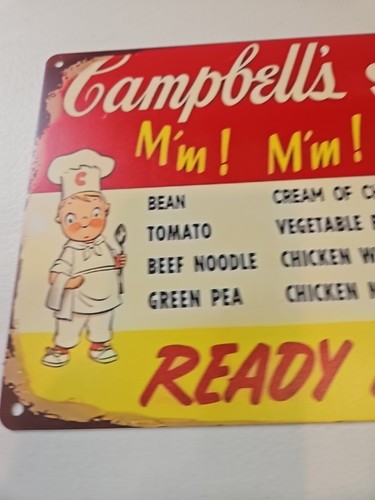 Campbell's S
M'm! M'm!
C
BEAN CREAM OF C
TOMATO VEGETABLE
BEEF NOODLE CHICKEN W
GREEN PEA CHICKEN
READY